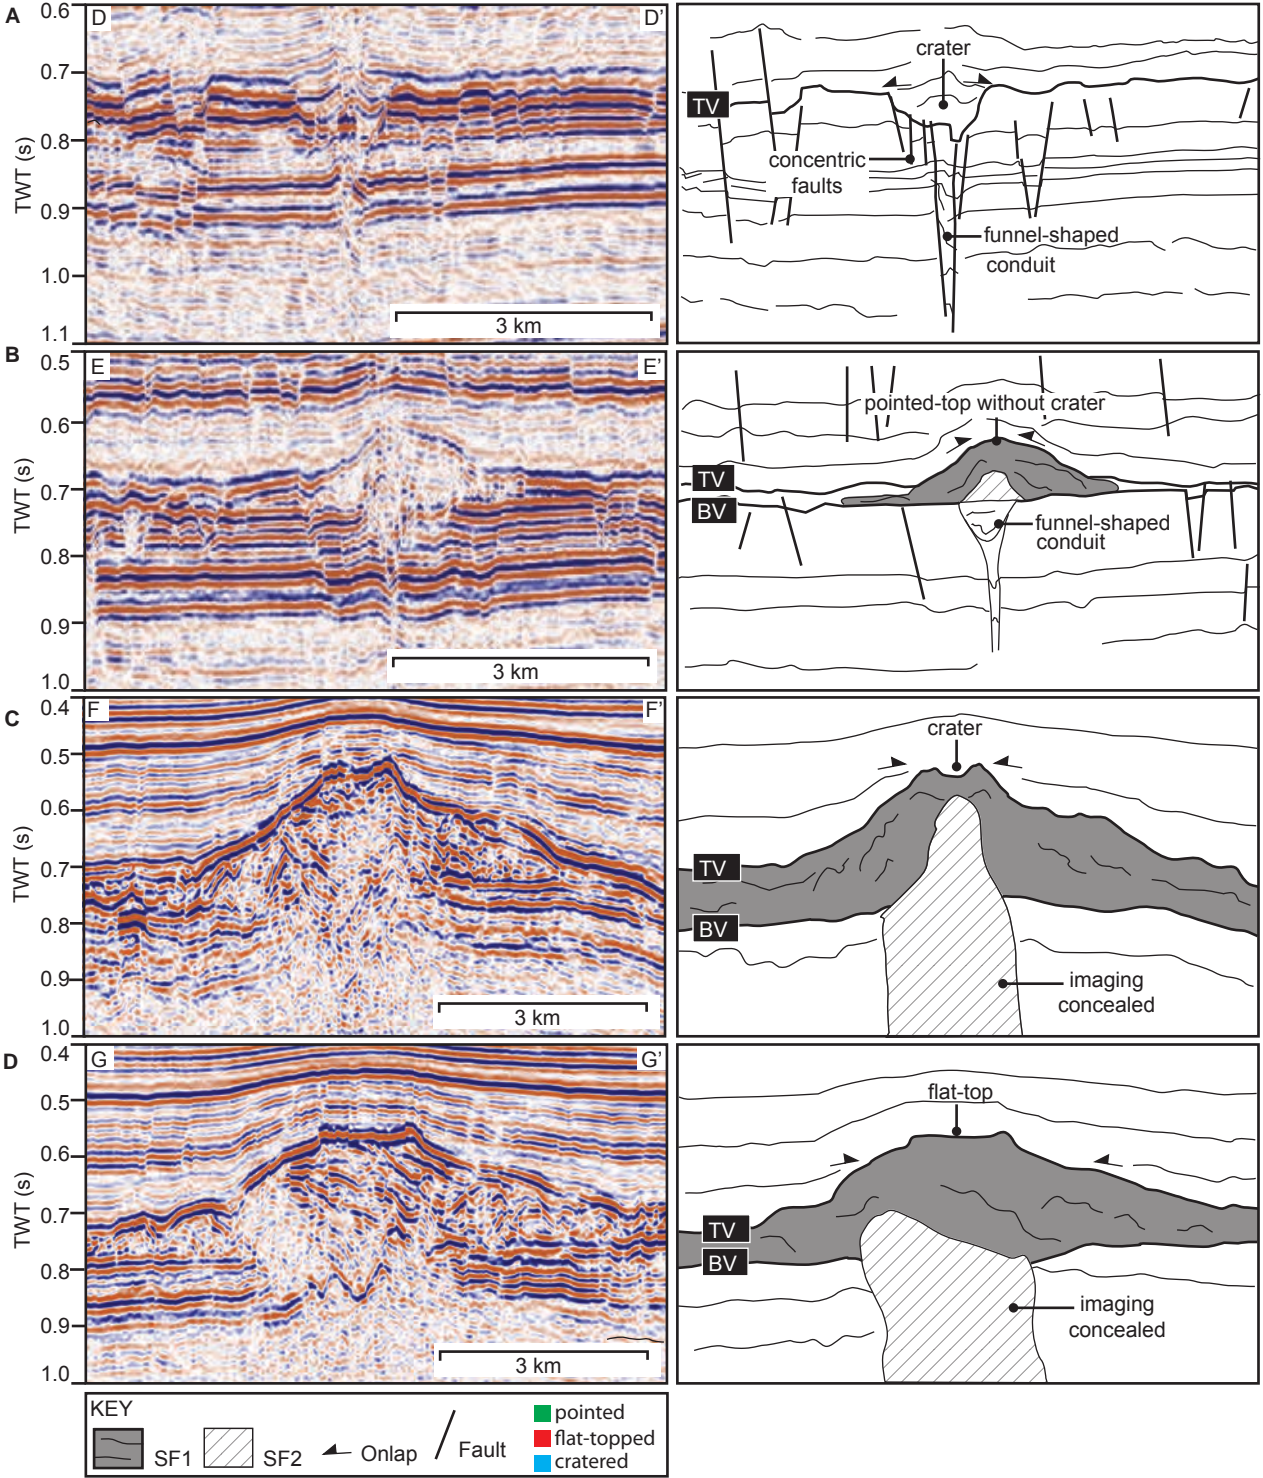 A
D
D'
0.6
0.7
0.8
0.9
1.0
1.1
TWT (s)
3 km
crater
TV
concentric
faults
funnel-shaped
conduit
B
E
E'
0.5
0.6
0.7
0.8
0.9
1.0
TWT (s)
3 km
pointed-top without crater
TV
BV
funnel-shaped
conduit
C
F
F'
0.4
0.5
0.6
0.7
0.8
0.9
1.0
TWT (s)
3 km
crater
TV
BV
imaging
concealed
D
G
G'
0.4
0.5
0.6
0.7
0.8
0.9
1.0
TWT (s)
3 km
flat-top
TV
BV
imaging
concealed
KEY
SF1
SF2
Onlap
Fault
pointed
flat-topped
cratered